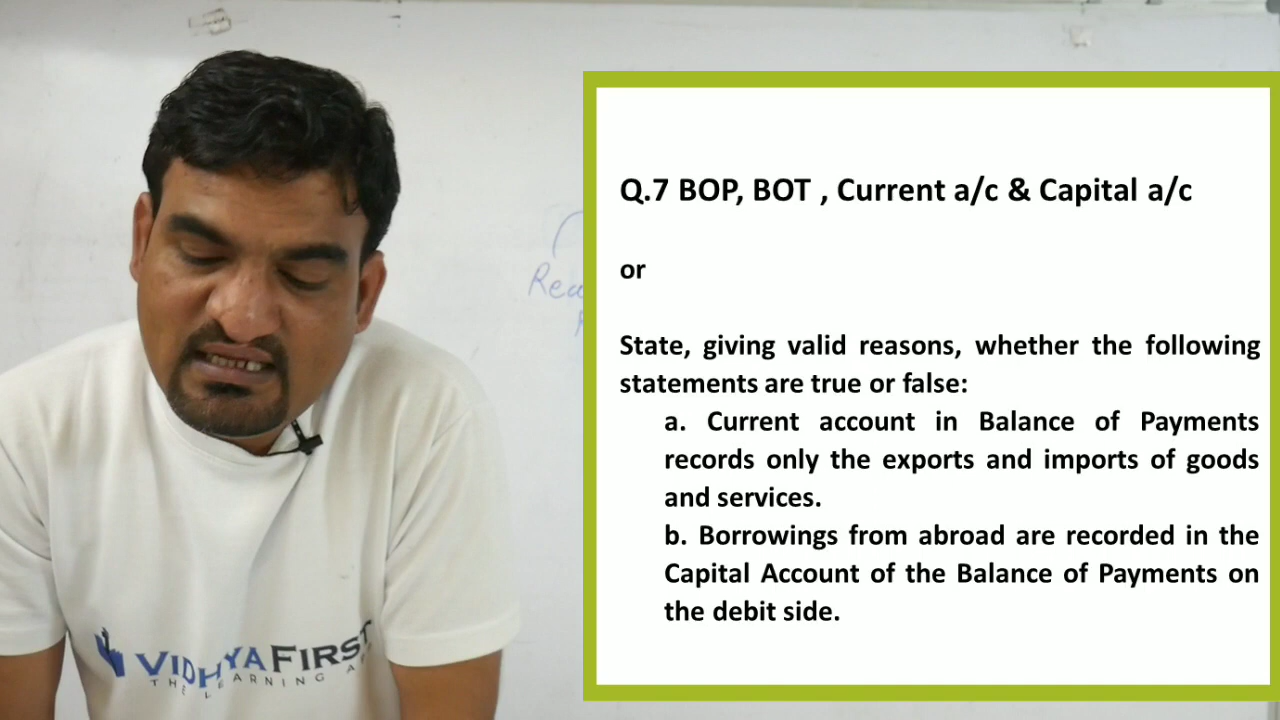 Q.7 BOP, BOT , Current a/c & Capital a/c
or
State, giving valid reasons, whether the following
statements are true or false:
a. Current account in Balance of Payments
records only the exports and imports of goods
and services.
b. Borrowings from abroad are recorded in the
Capital Account of the Balance of Payments on
the debit side.
VIDHYAFIRST
THE LEARNING